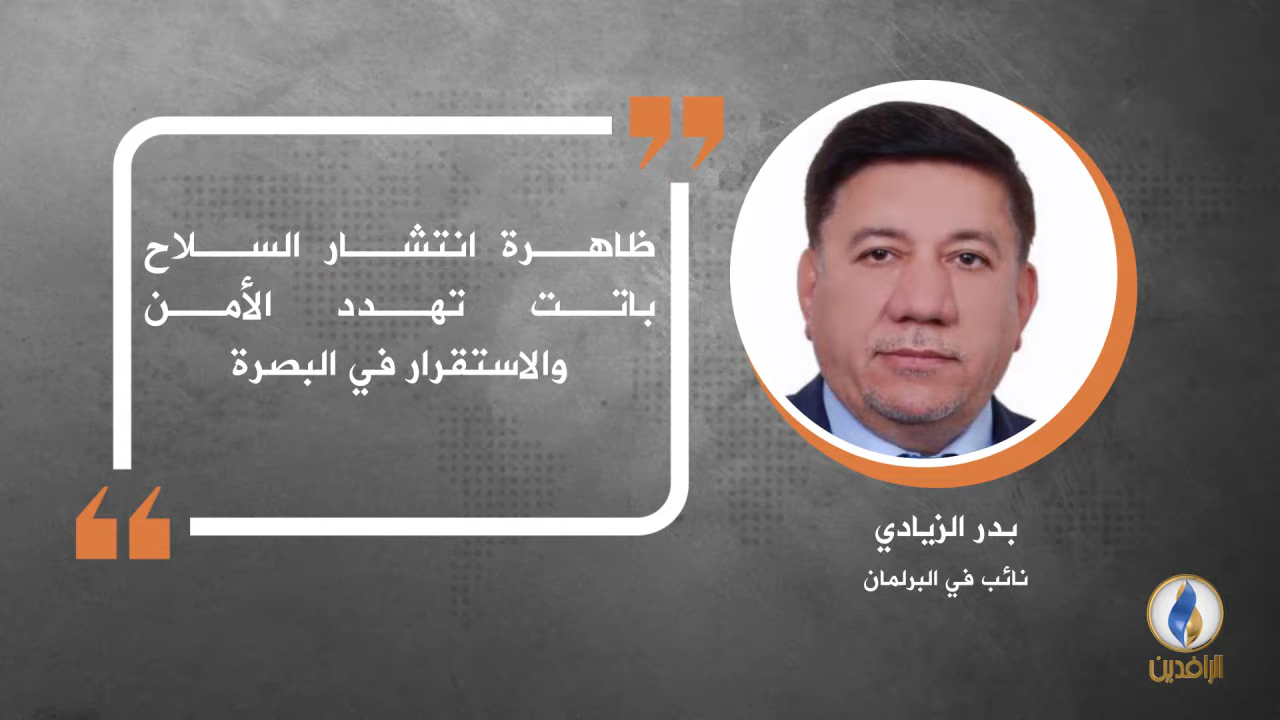 ظاهرة انتشار السلاح
باتت تهدد الأمن
والاستقرار في البصرة
بدر الزيادي
نائب في البرلمان
الرافدين